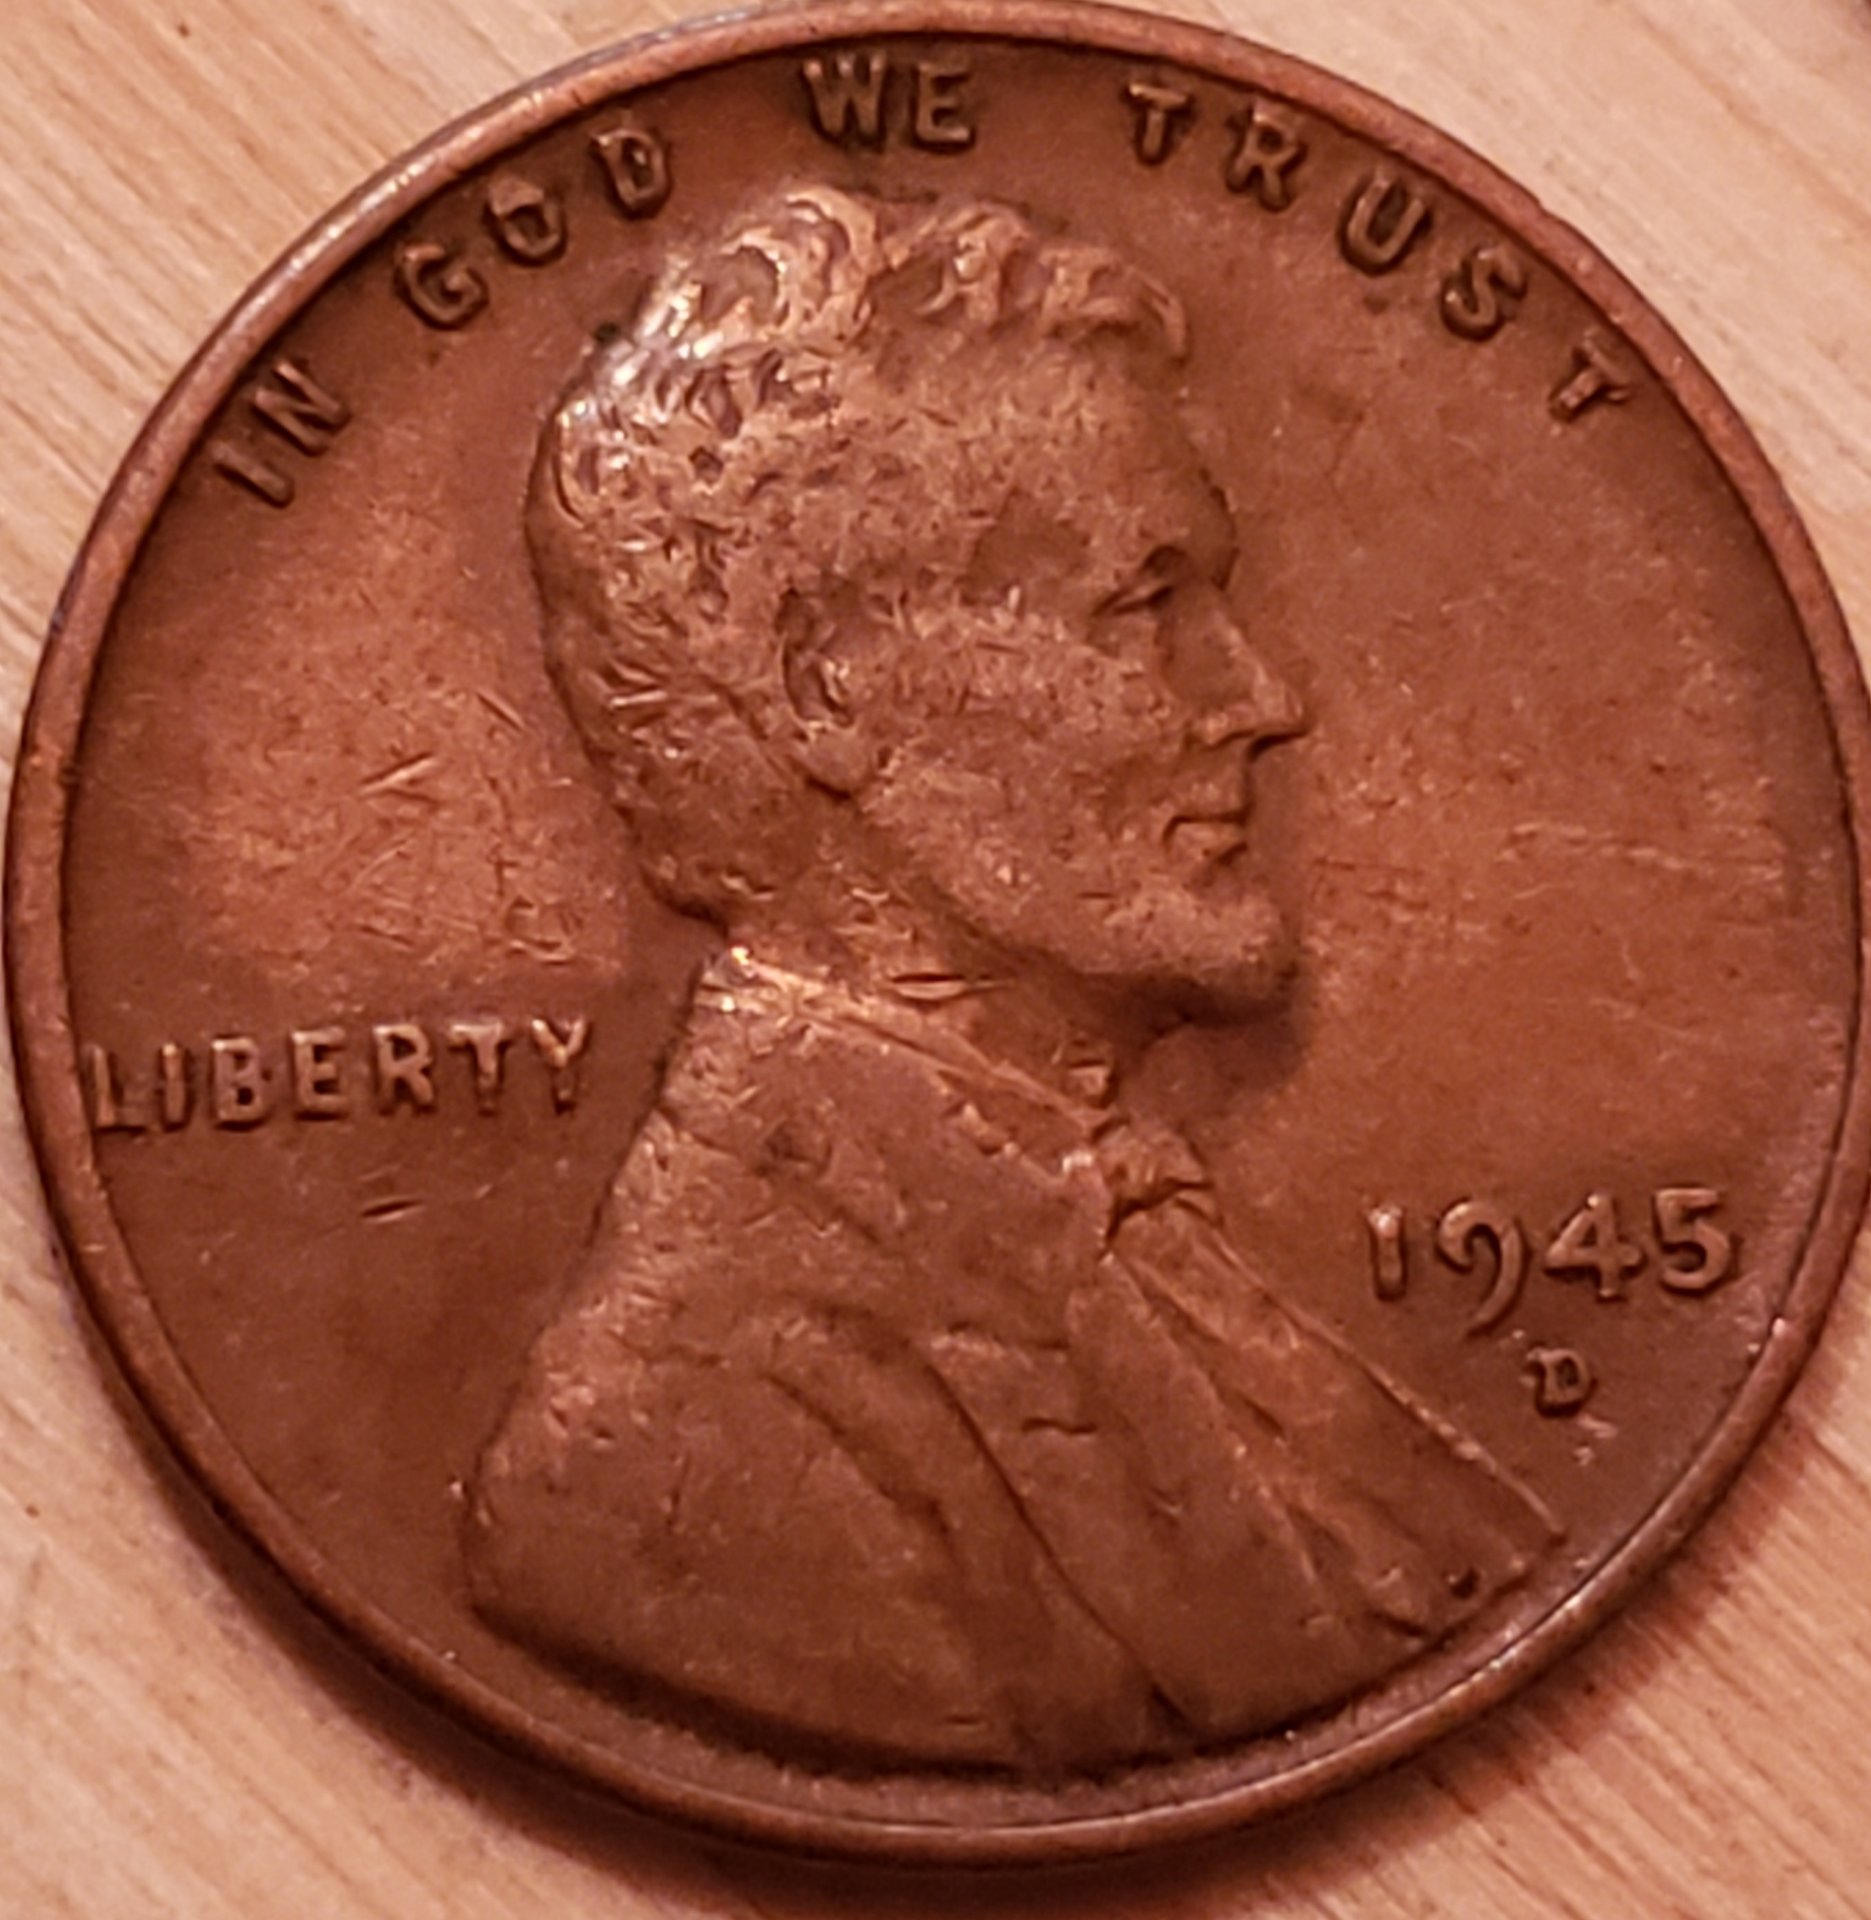 IN GOD WE TRUST
LIBERTY
1945
D